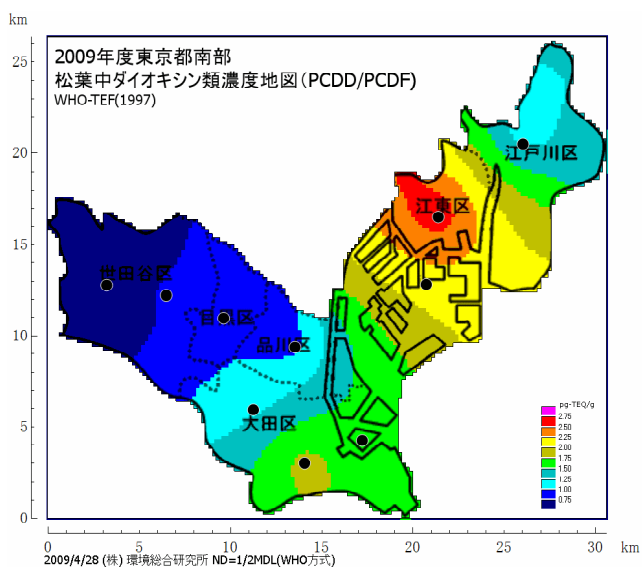 km
2009年度東京都南部
松葉中ダイオキシン類濃度地図(PCDD/PCDF)
WHO-TEF(1997)
25
20
15
10
5
0
江戸川区
江東区
世田谷区
目黒区
品川区
大田区
pg-TEQ/g
2.75
2.50
2.25
2.00
1.75
1.50
1.25
1.00
0.75
0 5 10 15 20 25 30 km
2009/4/28 (株) 環境総合研究所 ND=1/2MDL(WHO方式)